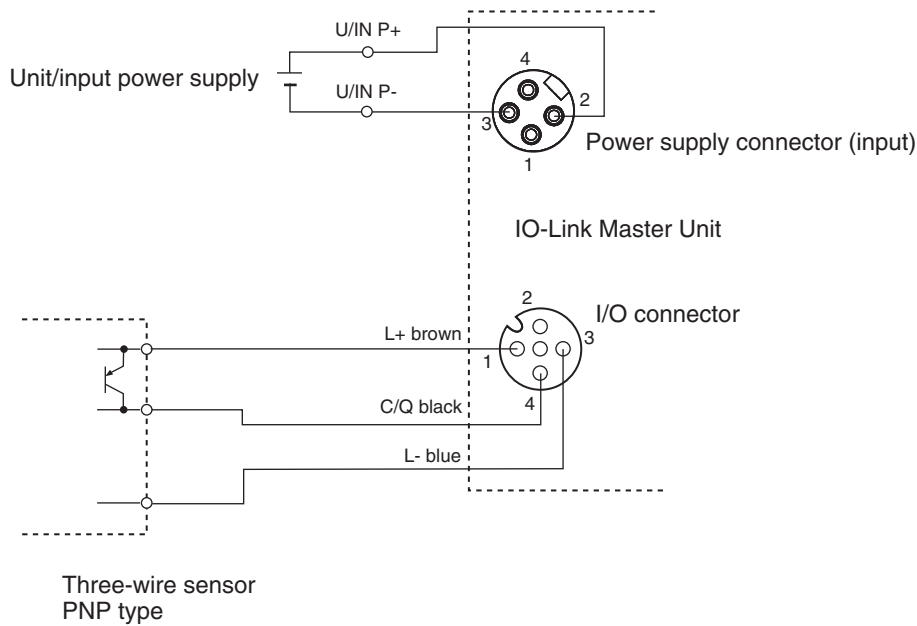 U/IN P+
Unit/input power supply
U/IN P-
4
2
3
1
Power supply connector (input)
IO-Link Master Unit
2
I/O connector
L+ brown
1
3
C/Q black
4
L- blue
Three-wire sensor
PNP type